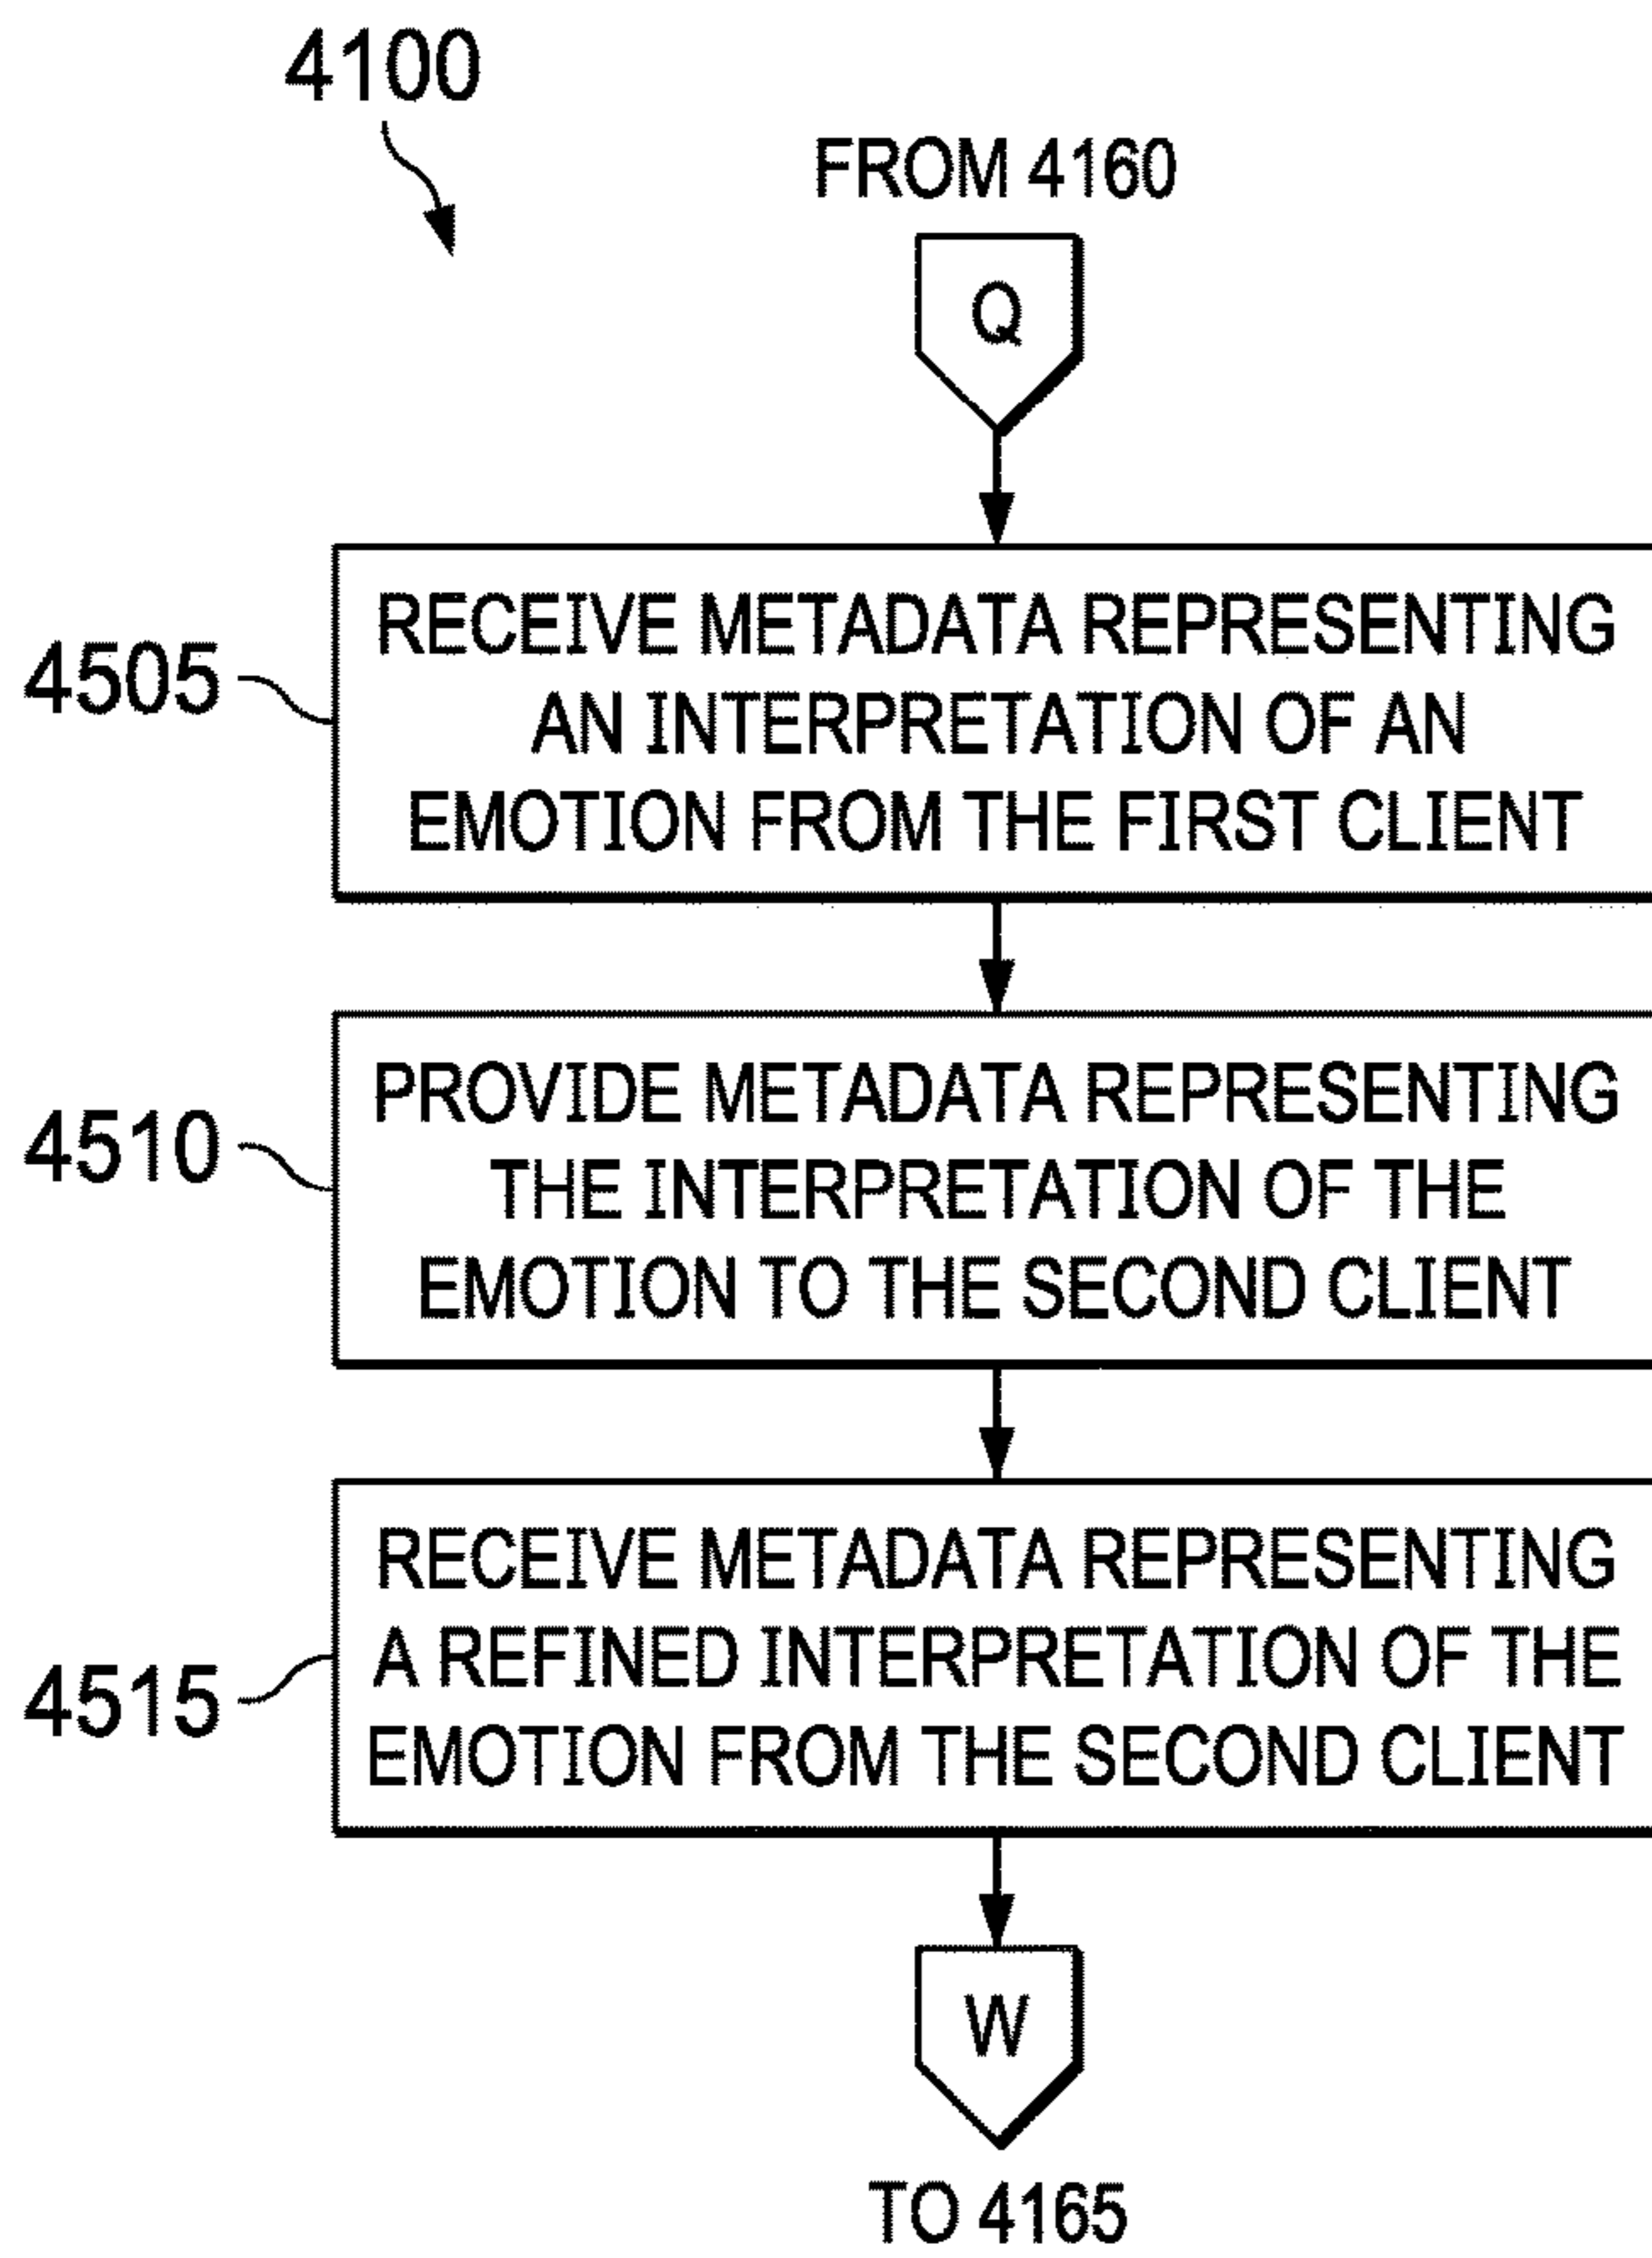 4100
FROM 4160
Q
4505
RECEIVE METADATA REPRESENTING
AN INTERPRETATION OF AN
EMOTION FROM THE FIRST CLIENT
4510
PROVIDE METADATA REPRESENTING
THE INTERPRETATION OF THE
EMOTION TO THE SECOND CLIENT
4515
RECEIVE METADATA REPRESENTING
A REFINED INTERPRETATION OF THE
EMOTION FROM THE SECOND CLIENT
W
TO 4165